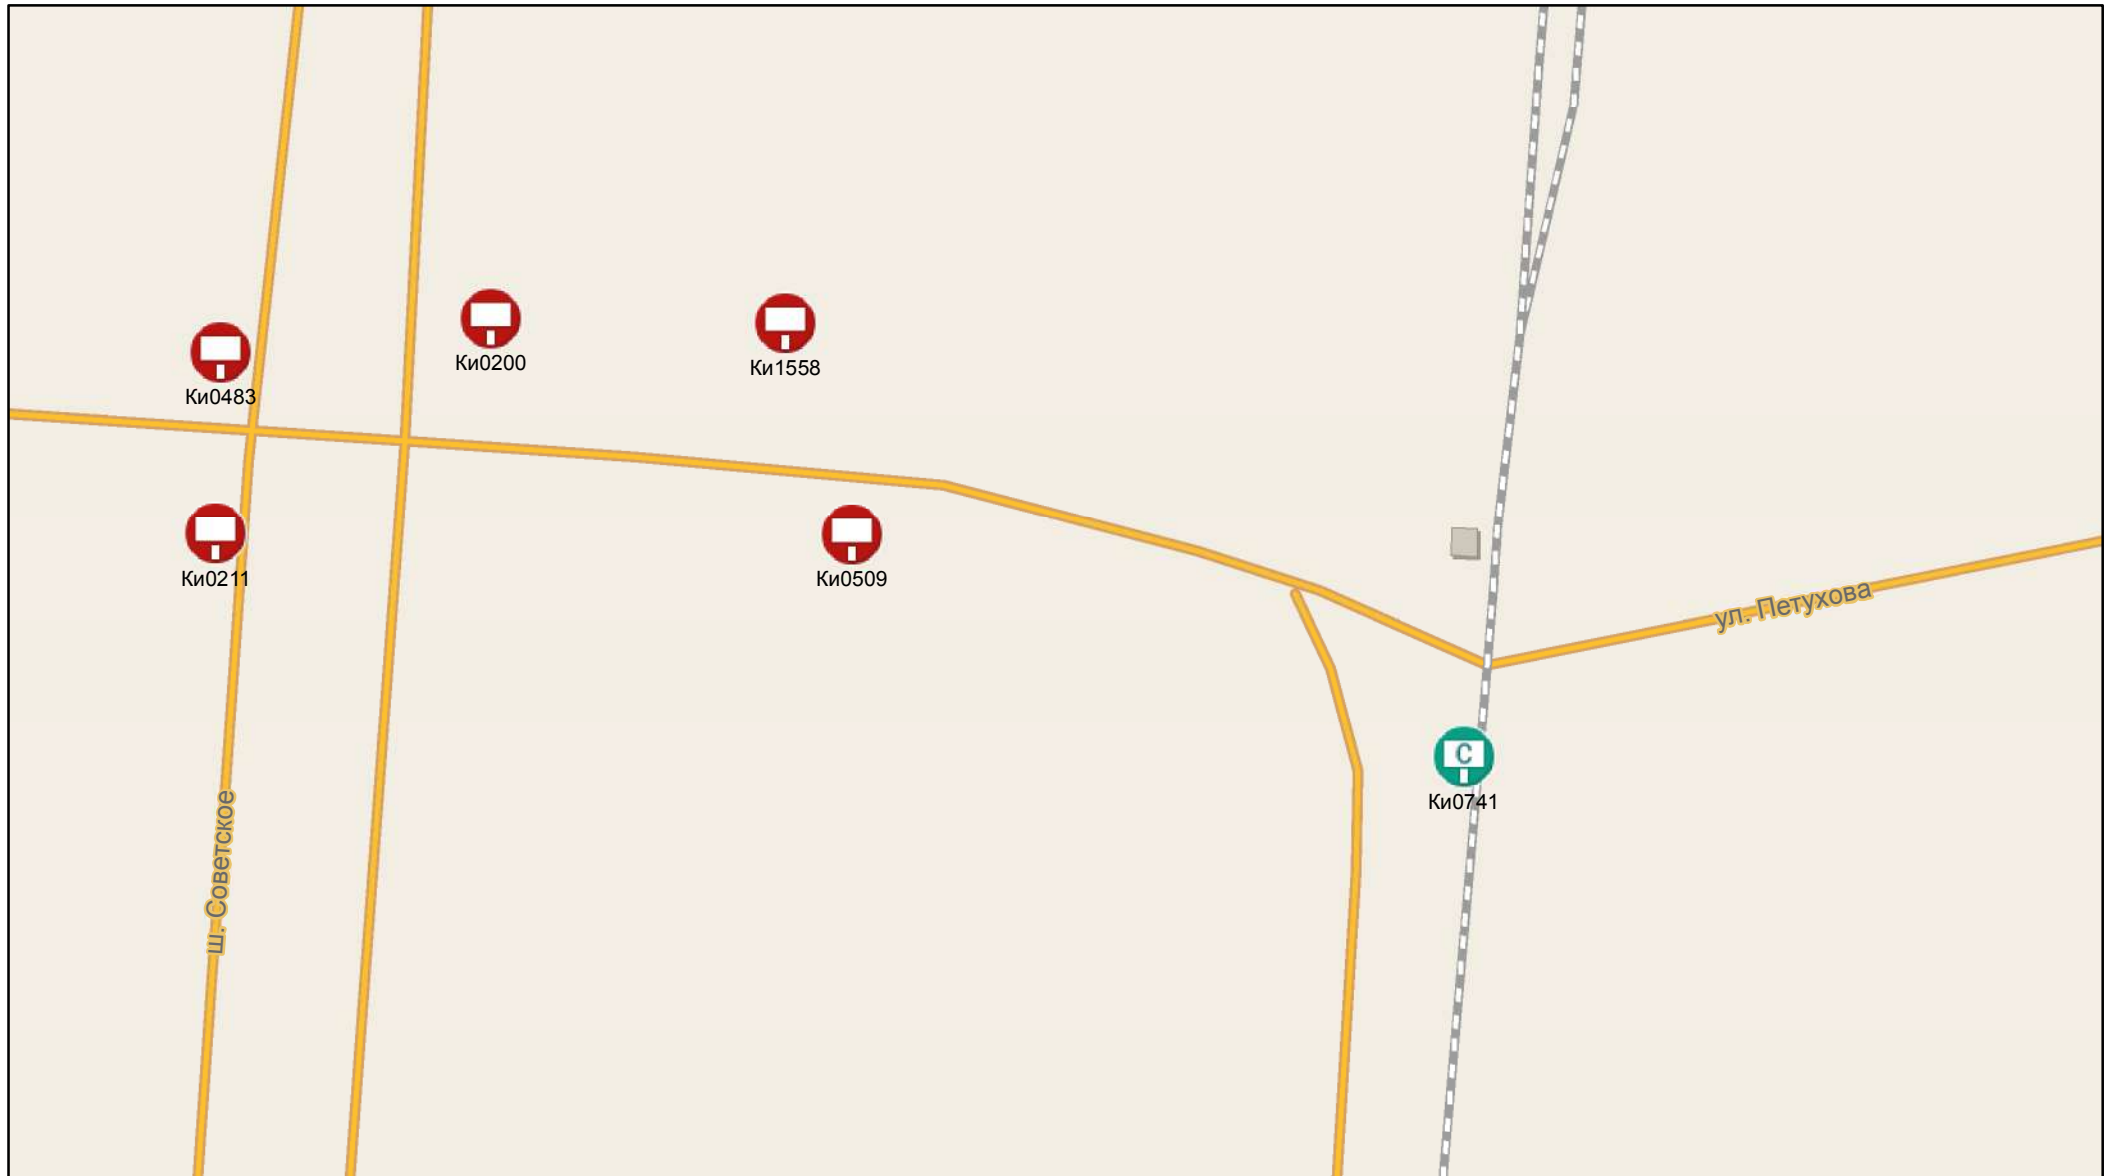 Ки0200
Ки1558
Ки0483
Ки0211
Ки0509
ул. Петухова
С
Ки0741
ш. Советское